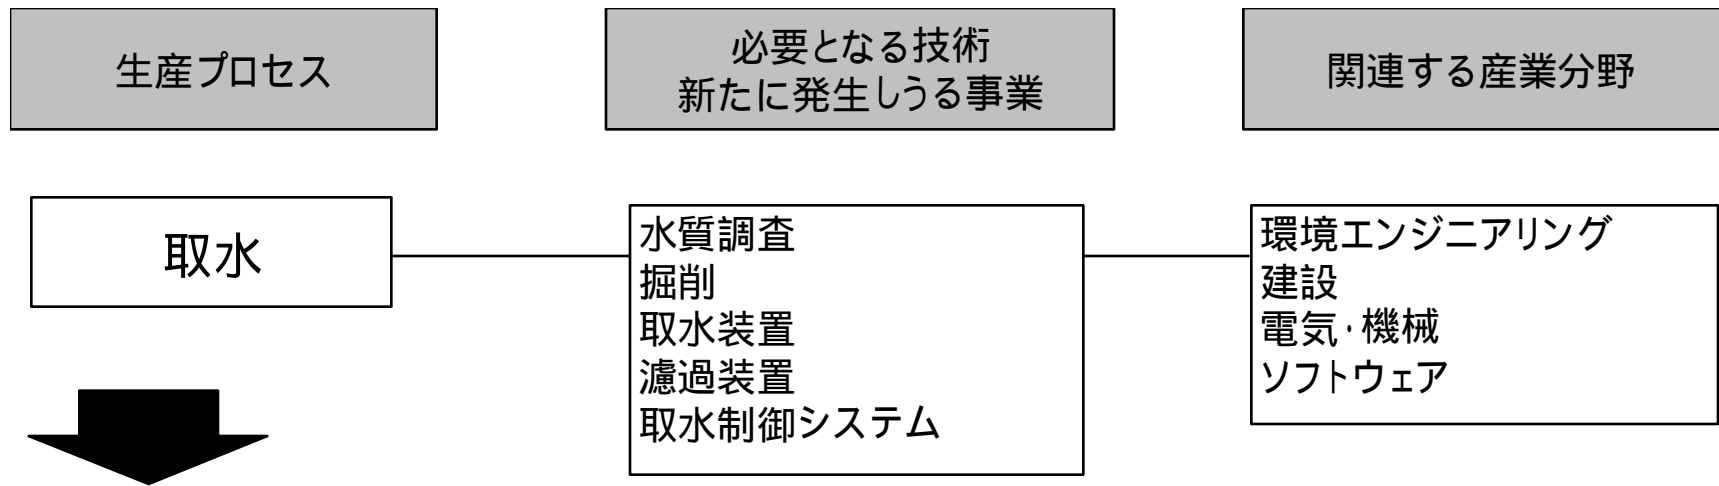 生産プロセス
必要となる技術
新たに発生しうる事業
関連する産業分野
取水
水質調査
掘削
取水装置
濾過装置
取水制御システム
環境エンジニアリング
建設
電気・機械
ソフトウェア